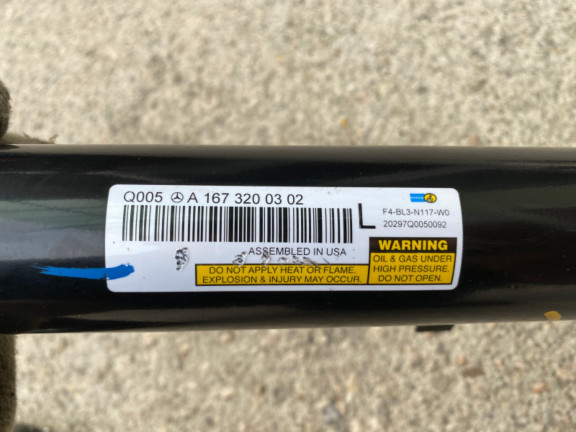 Q005 A 167 320 03 02
L
F4-BL3-N117-W0
20297Q0050092
ASSEMBLED IN USA
DO NOT APPLY HEAT OR FLAME.
EXPLOSION & INJURY MAY OCCUR.
WARNING
OIL & GAS UNDER
HIGH PRESSURE.
DO NOT OPEN.